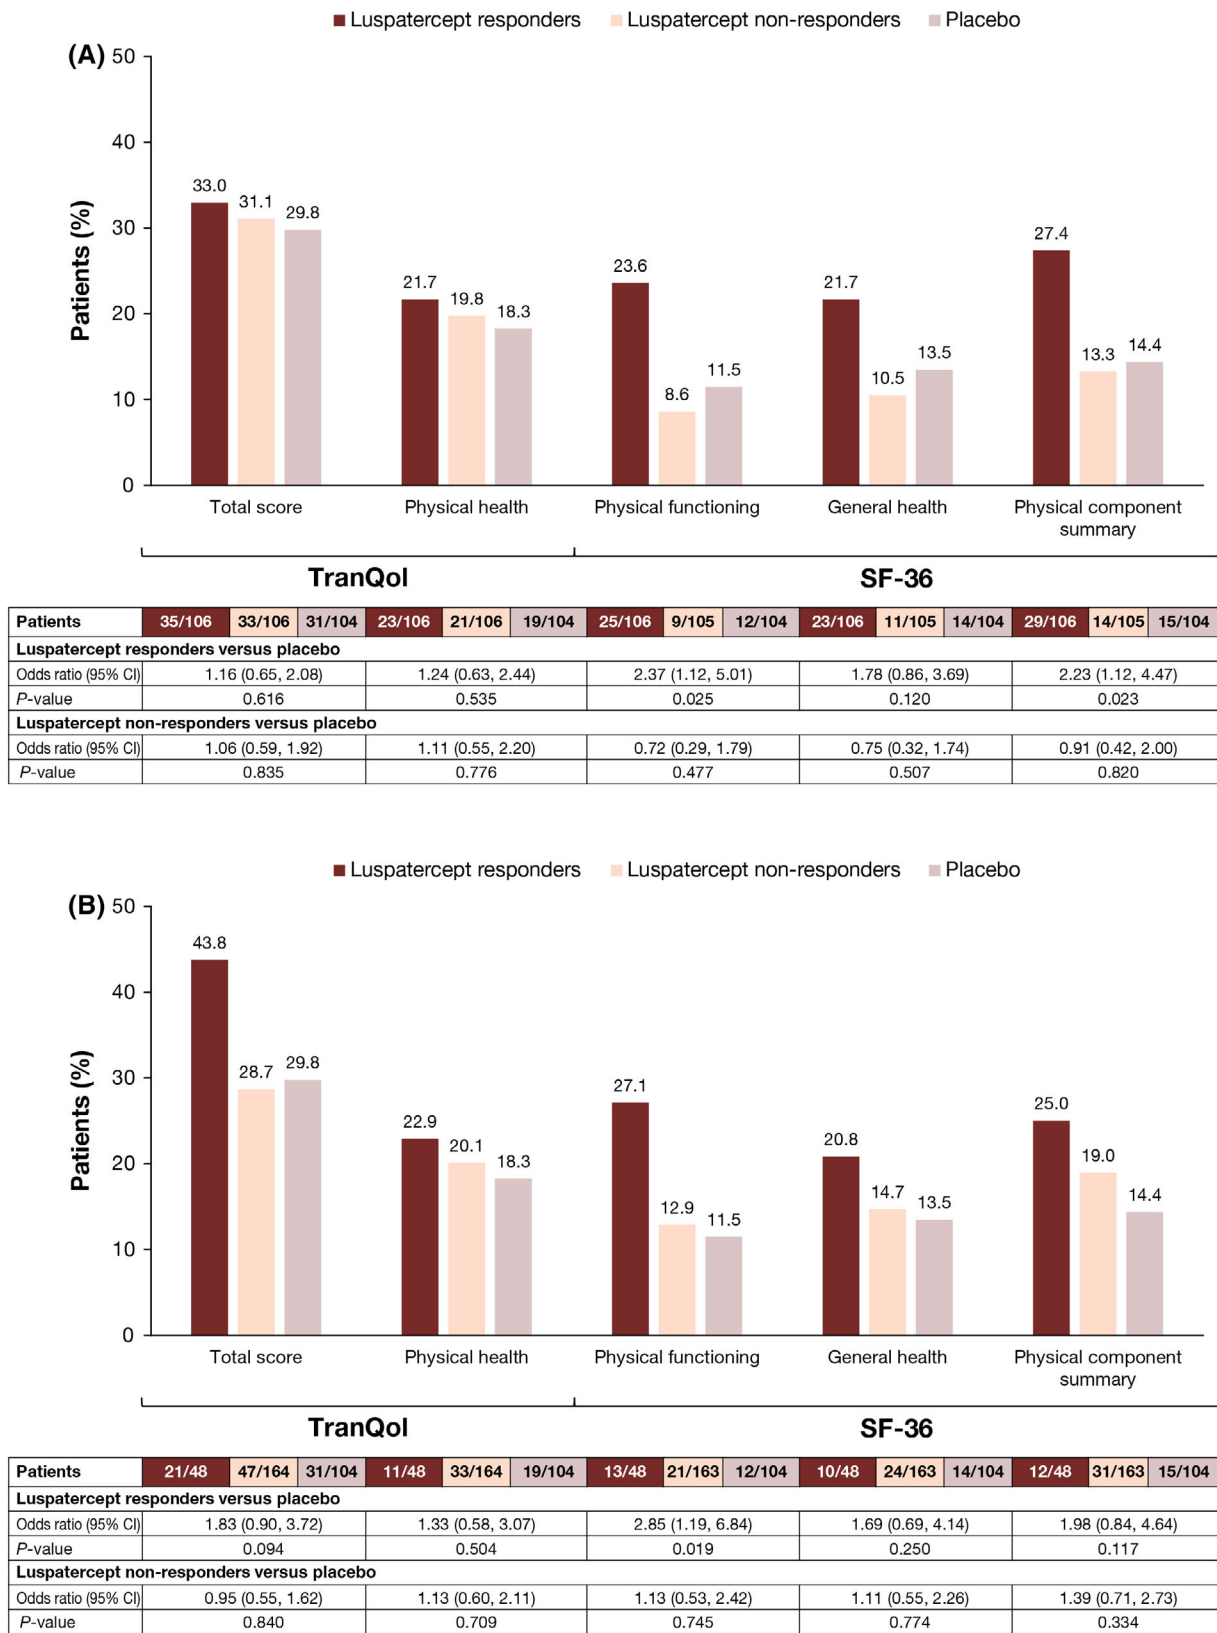 Luspatercept responders Luspatercept non-responders Placebo
(A)
Patients (%)
50
40
30
20
10
0
33.0 31.1 29.8
21.7 19.8 18.3
23.6 8.6 11.5
21.7 10.5 13.5
27.4 13.3 14.4
Total score Physical health Physical functioning General health Physical component
summary
TranQol SF-36
Patients 35/106 33/106 31/104 23/106 21/106 19/104 25/106 9/105 12/104 23/106 11/105 14/104 29/106 14/105 15/104
Luspatercept responders versus placebo
Odds ratio (95% CI) 1.16 (0.65, 2.08) 1.24 (0.63, 2.44) 2.37 (1.12, 5.01) 1.78 (0.86, 3.69) 2.23 (1.12, 4.47)
P-value 0.616 0.535 0.025 0.120 0.023
Luspatercept non-responders versus placebo
Odds ratio (95% CI) 1.06 (0.59, 1.92) 1.11 (0.55, 2.20) 0.72 (0.29, 1.79) 0.75 (0.32, 1.74) 0.91 (0.42, 2.00)
P-value 0.835 0.776 0.477 0.507 0.820
Luspatercept responders Luspatercept non-responders Placebo
(B)
Patients (%)
50
40
30
20
10
0
43.8 28.7 29.8
22.9 20.1 18.3
27.1 12.9 11.5
20.8 14.7 13.5
25.0 19.0 14.4
Total score Physical health Physical functioning General health Physical component
summary
TranQol SF-36
Patients 21/48 47/164 31/104 11/48 33/164 19/104 13/48 21/163 12/104 10/48 24/163 14/104 12/48 31/163 15/104
Luspatercept responders versus placebo
Odds ratio (95% CI) 1.83 (0.90, 3.72) 1.33 (0.58, 3.07) 2.85 (1.19, 6.84) 1.69 (0.69, 4.14) 1.98 (0.84, 4.64)
P-value 0.094 0.504 0.019 0.250 0.117
Luspatercept non-responders versus placebo
Odds ratio (95% CI) 0.95 (0.55, 1.62) 1.13 (0.60, 2.11) 1.13 (0.53, 2.42) 1.11 (0.55, 2.26) 1.39 (0.71, 2.73)
P-value 0.840 0.709 0.745 0.774 0.334